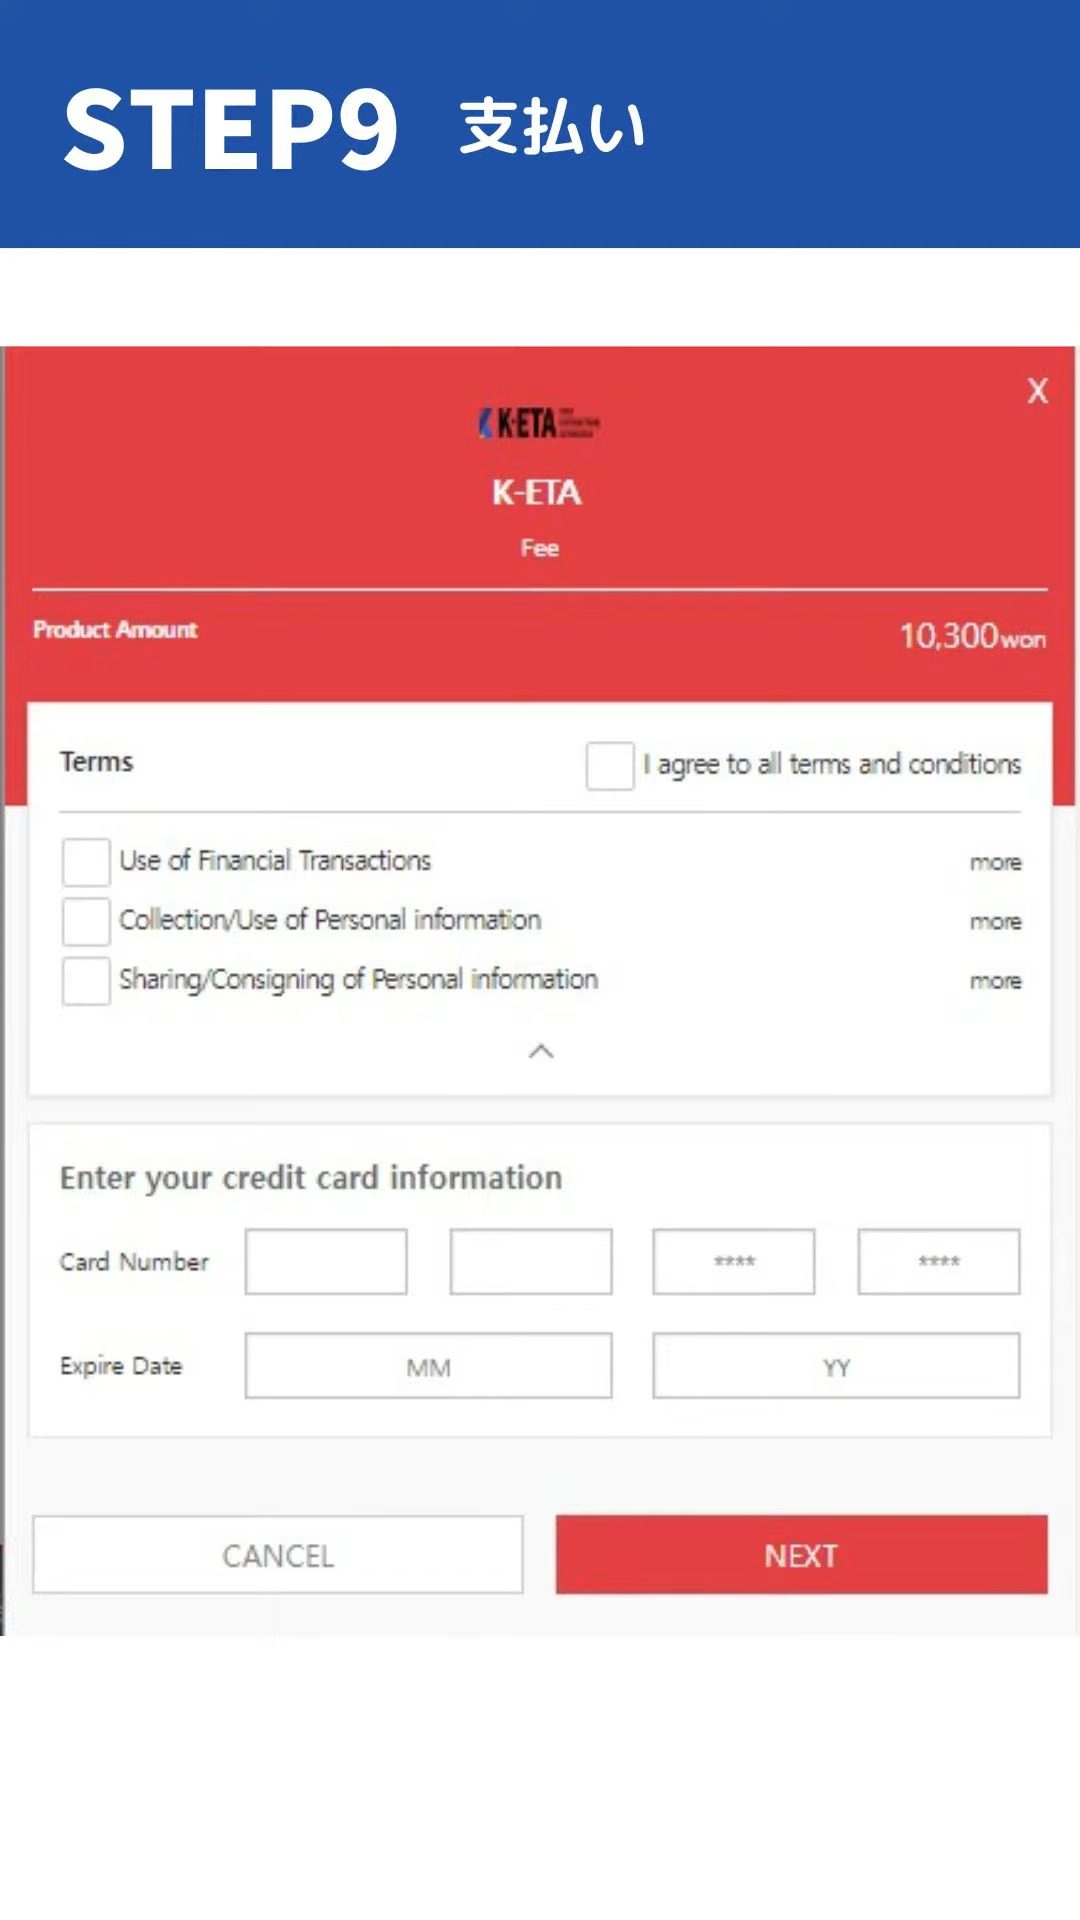 STEP9 支払い
X
K-ETA
K-ETA
Fee
Product Amount 10,300won
Terms I agree to all terms and conditions
Use of Financial Transactions more
Collection/Use of Personal information more
Sharing/Consigning of Personal information more
Enter your credit card information
Card Number **** ****
Expire Date MM YY
CANCEL NEXT